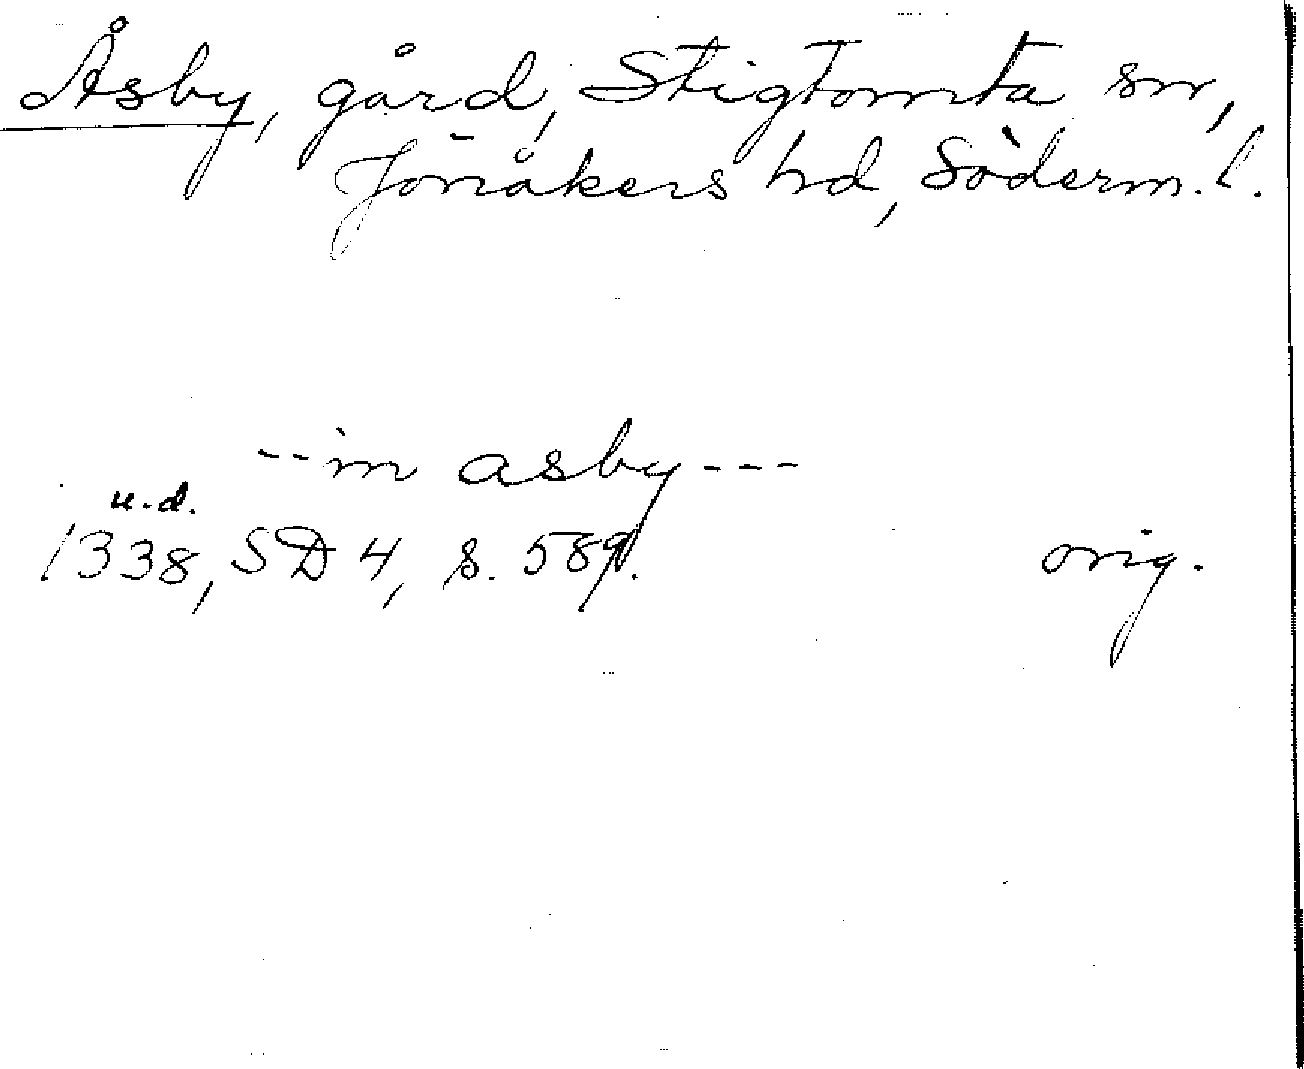 Åsby, gård, Stigtomta sn,
Jönåkers hd, Söderm. l.
-- in asby ---
u.d.
1338, SD 4, s. 589.
orig.